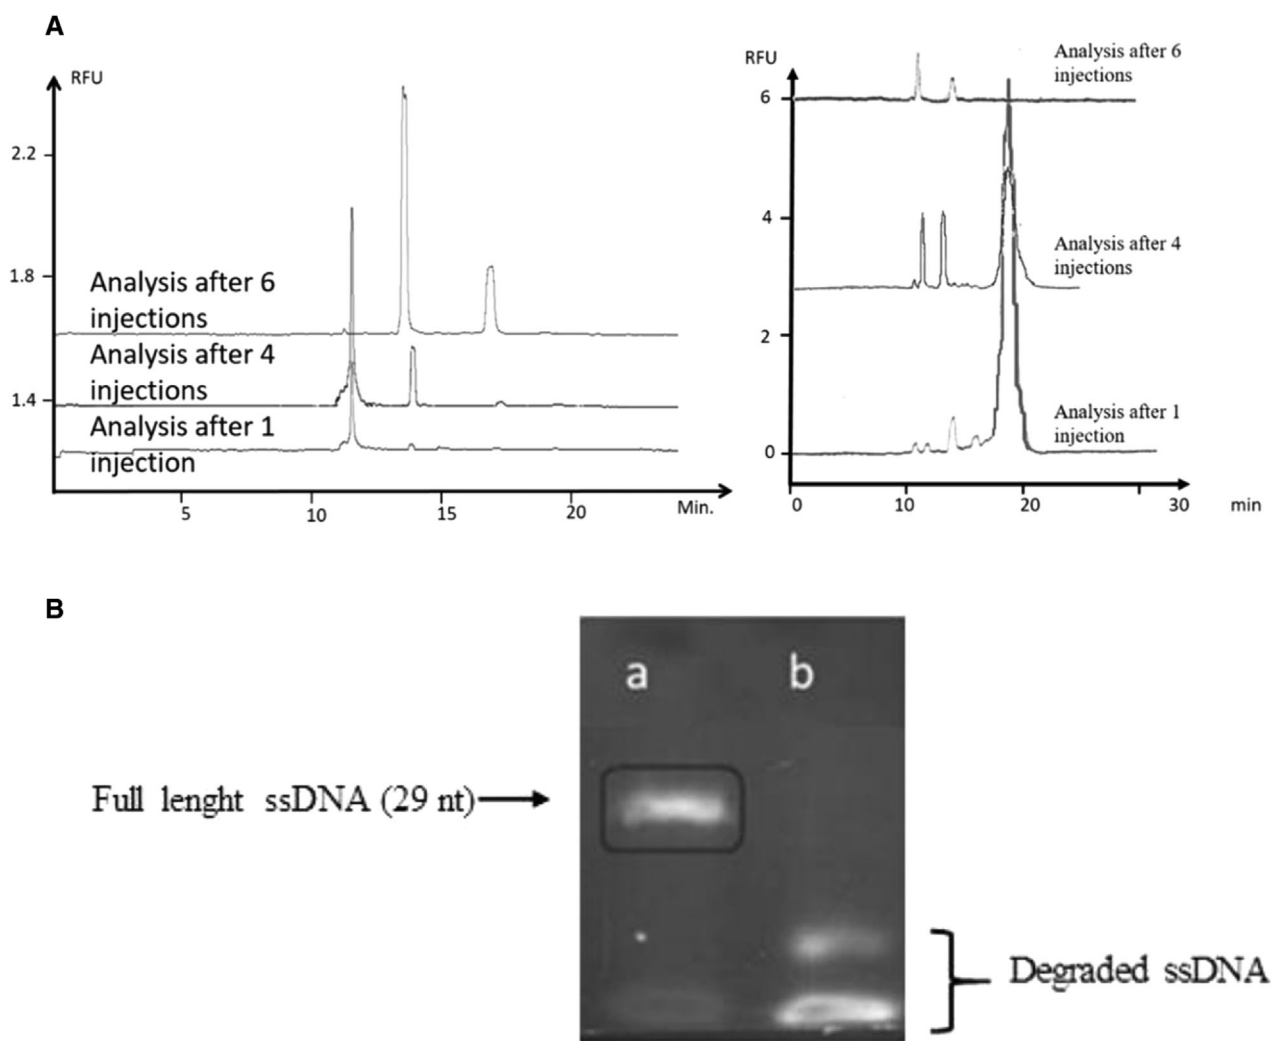 A
RFU
2.2
1.8
1.4
Analysis after 6
injections
Analysis after 4
injections
Analysis after 1
injection
5
10
15
20
Min.
RFU
6
4
2
0
Analysis after 6
injections
Analysis after 4
injections
Analysis after 1
injection
0
10
20
30
min
B
a
b
Full lenght ssDNA (29 nt)
Degraded ssDNA